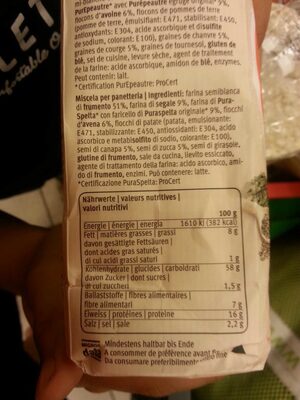 PurEpeautre* avec Purépeautre égrugé original* 9%,
flocons d'avoine 6%, flocons de pommes de terre
(pomme de terre, émulsifiant: E471, stabilisant: E450,
antioxydants: E304, acide ascorbique et disulfite
de sodium, colorant: E100), graines de chanvre 5%,
graines de courge 5%, graines de tournesol, gluten de
blé, sel de cuisine, levure sèche, agent de traitement
de la farine: acide ascorbique, amidon de blé, enzymes.
Peut contenir: lait.
*Certification PurEpeautre: ProCert
Miscela per panetteria | ingredienti: farina semibianca
di frumento 51%, farina di segale 9%, farina di Pura-
Spelta* con farricello di Puraspelta originale* 9%, fiocchi
d'avena 6%, fiocchi di patate (patata, emulsionante:
E471, stabilizzante: E450, antiossidanti: E304, acido
ascorbico e metabisolfito di sodio, colorante: E100),
semi di canapa 5%, semi di zucca 5%, semi di girasole,
glutine di frumento, sale da cucina, lievito essiccato,
agente di trattamento della farina: acido ascorbico, ami-
do di frumento, enzimi. Può contenere: latte.
*Certificazione PuraSpelta: ProCert
Nährwerte | valeurs nutritives |
valori nutritivi
100 g
Energie | énergie | energia 1610 kJ (382 kcal)
Fett | matières grasses | grassi 8 g
davon gesättigte Fettsäuren |
dont acides gras saturés |
di cui acidi grassi saturi 1 g
Kohlenhydrate | glucides | carboidrati 58 g
davon Zucker | dont sucres |
di cui zuccheri 1,5 g
Ballaststoffe | fibres alimentaires |
fibre alimentari 7 g
Eiweiss | protéines | proteine 16 g
Salz | sel | sale 2,2 g
Mindestens haltbar bis Ende
A consommer de préférence avant
Da consumare preferibilmente